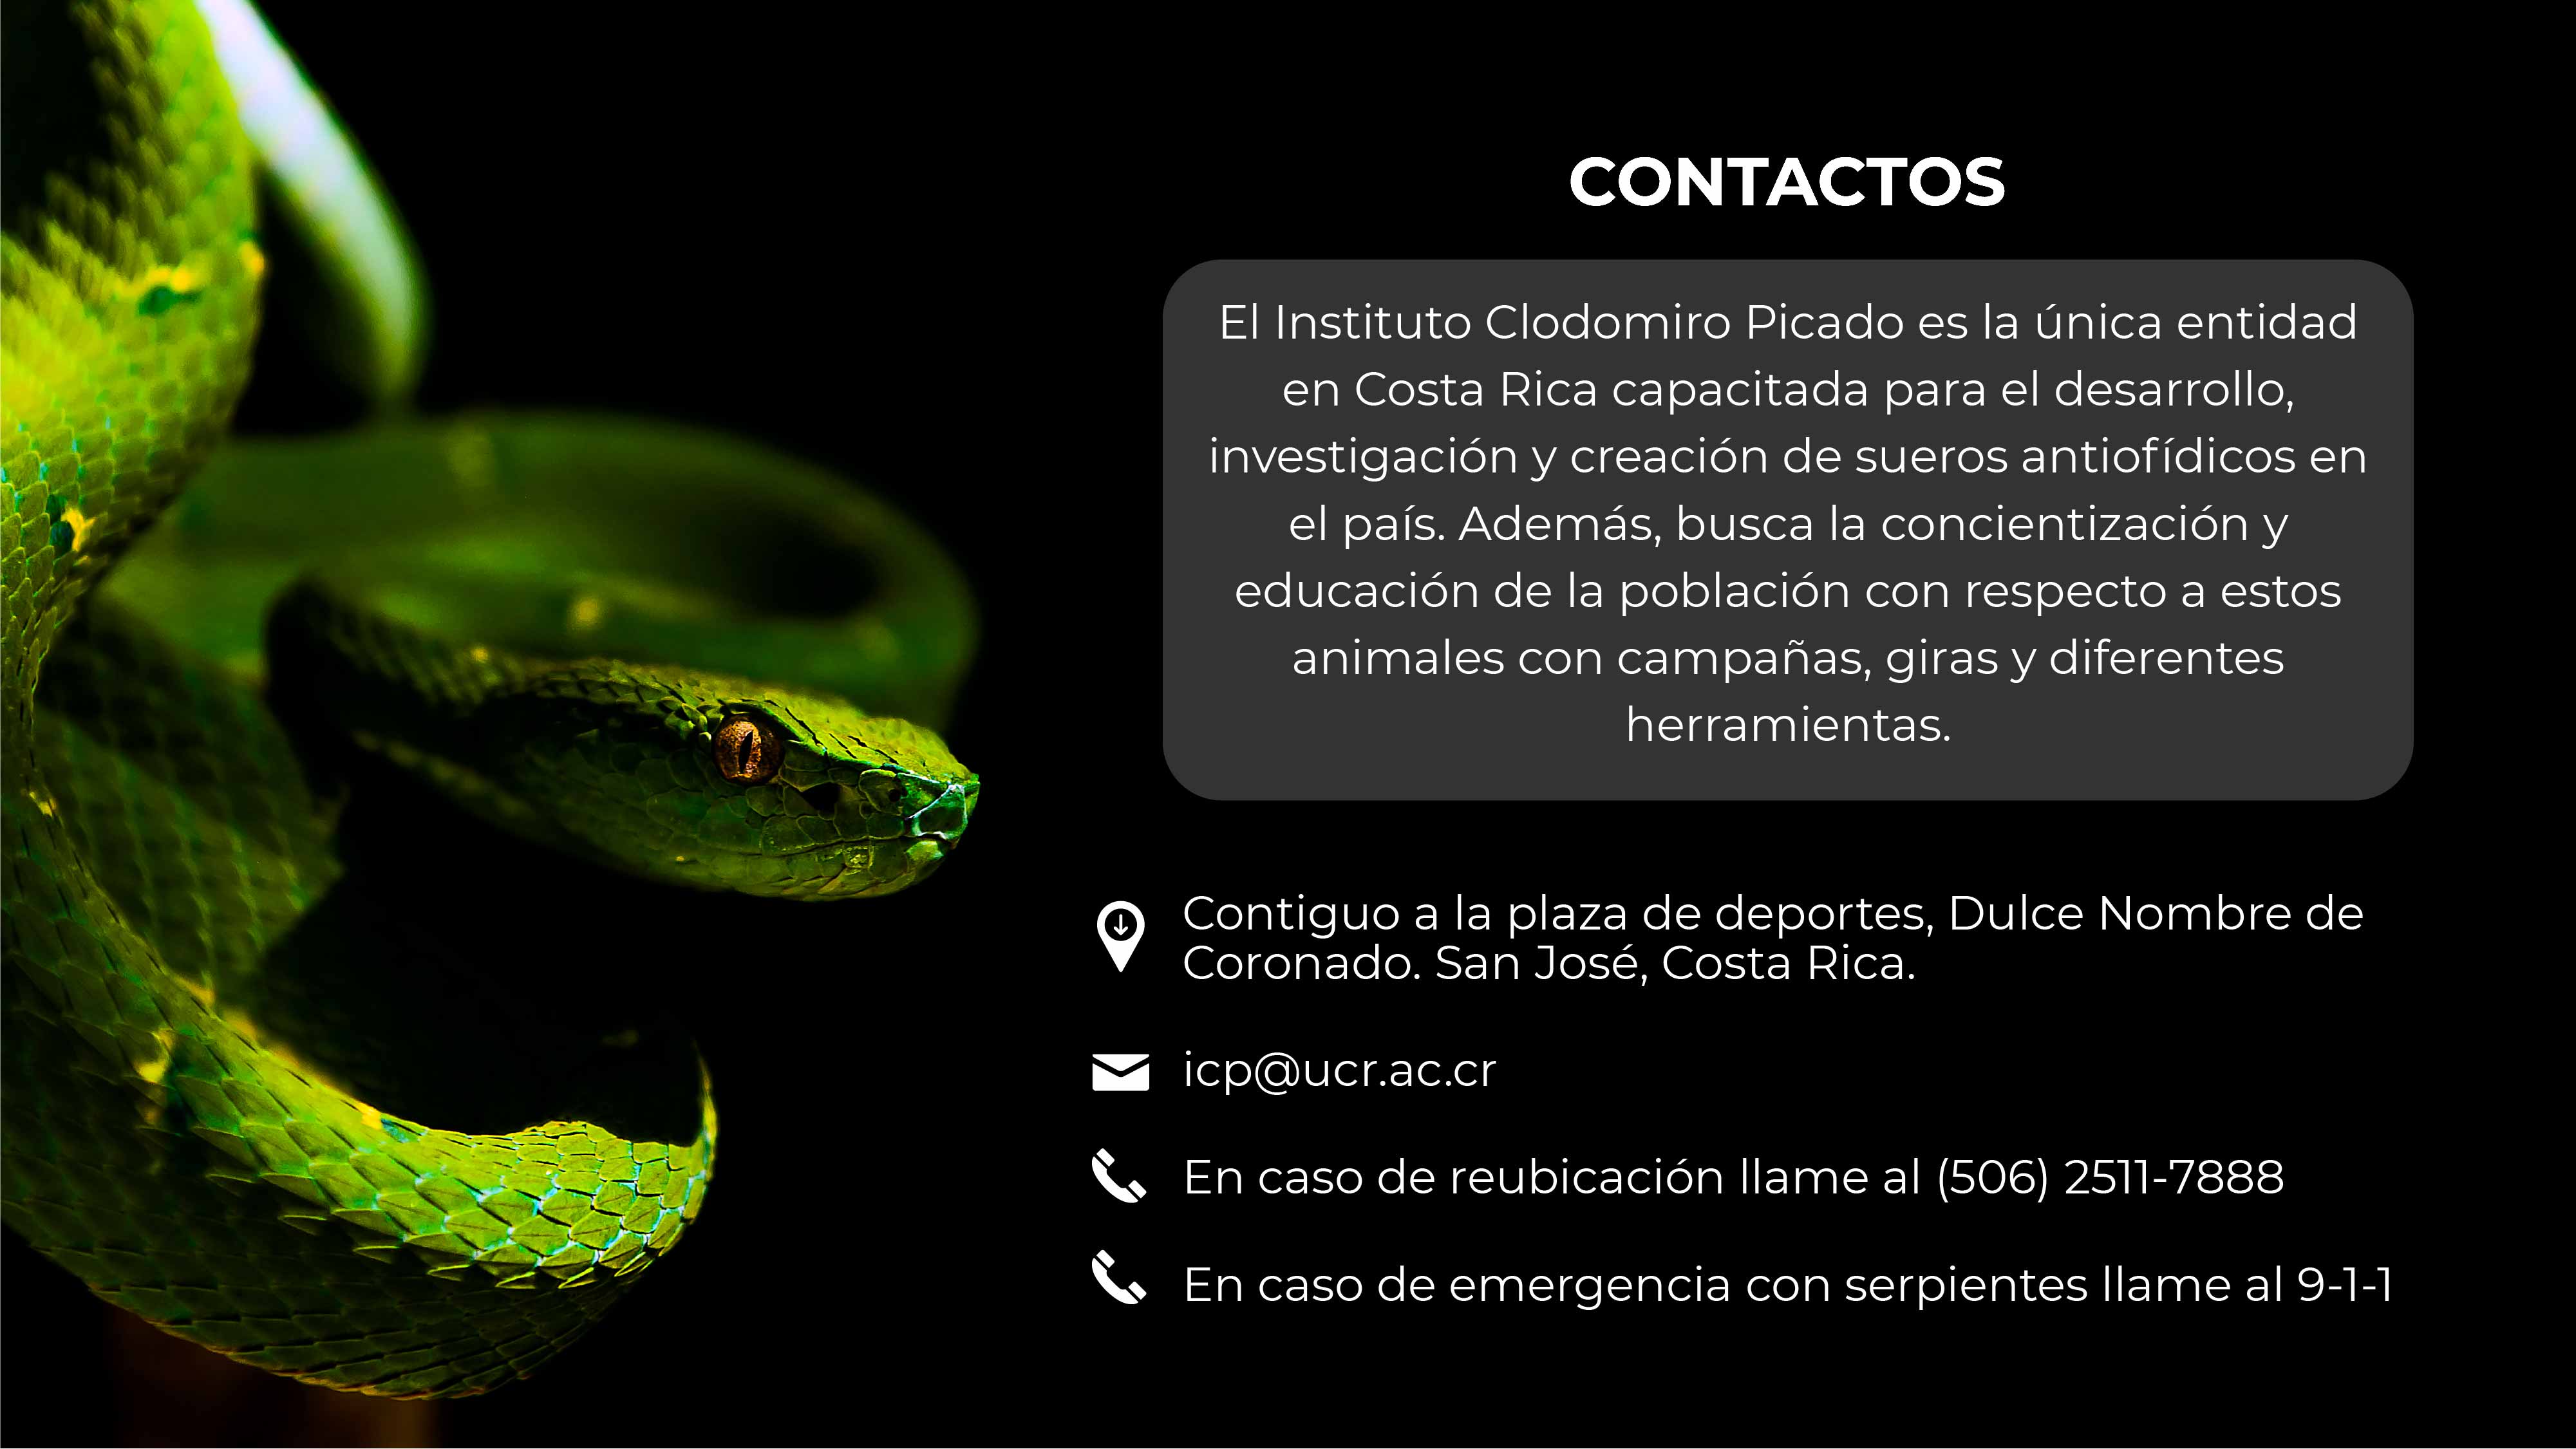 CONTACTOS
El Instituto Clodomiro Picado es la única entidad
en Costa Rica capacitada para el desarrollo,
investigación y creación de sueros antiofídicos en
el país. Además, busca la concientización y
educación de la población con respecto a estos
animales con campañas, giras y diferentes
herramientas.
Contiguo a la plaza de deportes, Dulce Nombre de
Coronado. San José, Costa Rica.
icp@ucr.ac.cr
En caso de reubicación llame al (506) 2511-7888
En caso de emergencia con serpientes llame al 9-1-1